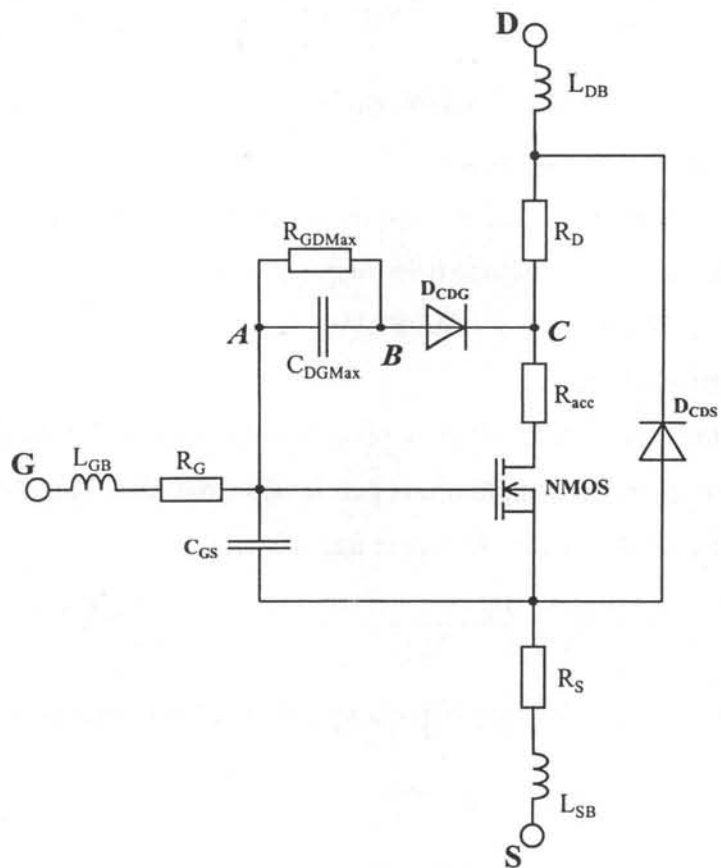 D
L_DB
R_D
R_GDMax
D_CDG
A
B
C
C_DGMax
R_acc
D_CDS
G
L_GB
R_G
NMOS
C_GS
R_S
L_SB
S